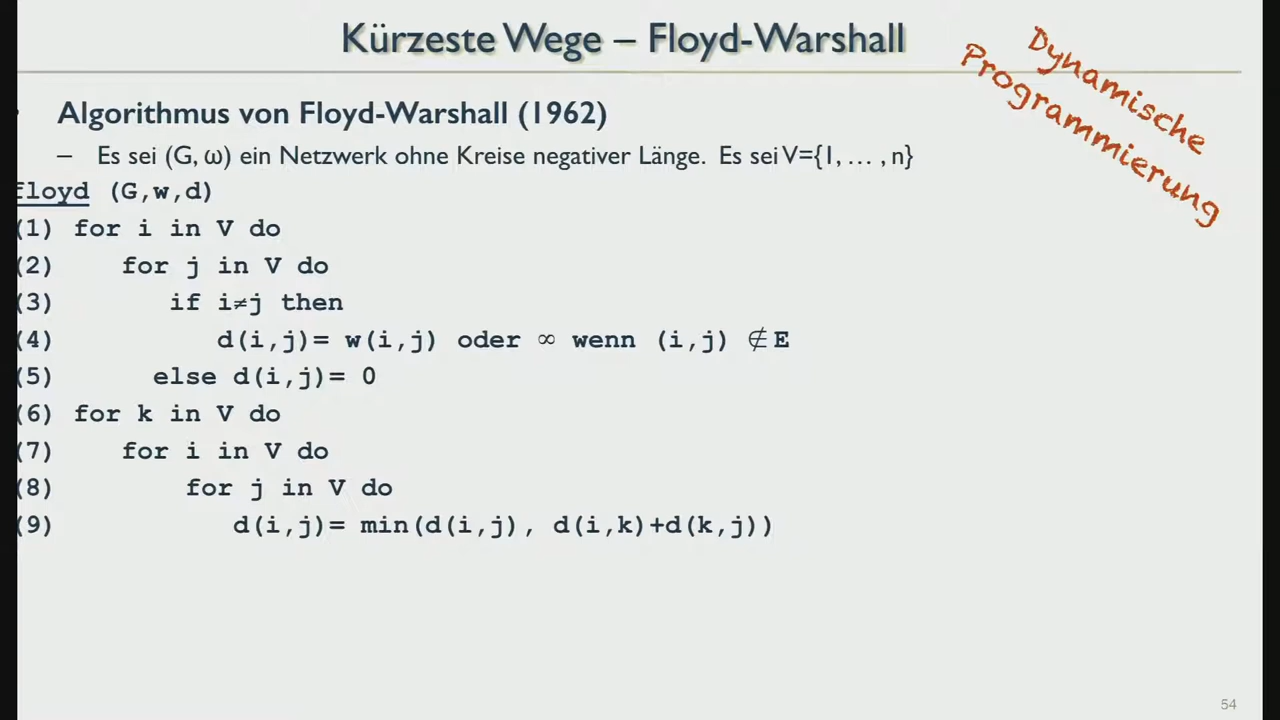 Kürzeste Wege – Floyd-Warshall
Dynamische
Programmierung
Algorithmus von Floyd-Warshall (1962)
– Es sei (G, ω) ein Netzwerk ohne Kreise negativer Länge. Es sei V={1, … , n}
floyd (G,w,d)
(1) for i in V do
(2) for j in V do
(3) if i≠j then
(4) d(i,j)= w(i,j) oder ∞ wenn (i,j) ∉ E
(5) else d(i,j)= 0
(6) for k in V do
(7) for i in V do
(8) for j in V do
(9) d(i,j)= min(d(i,j), d(i,k)+d(k,j))
54